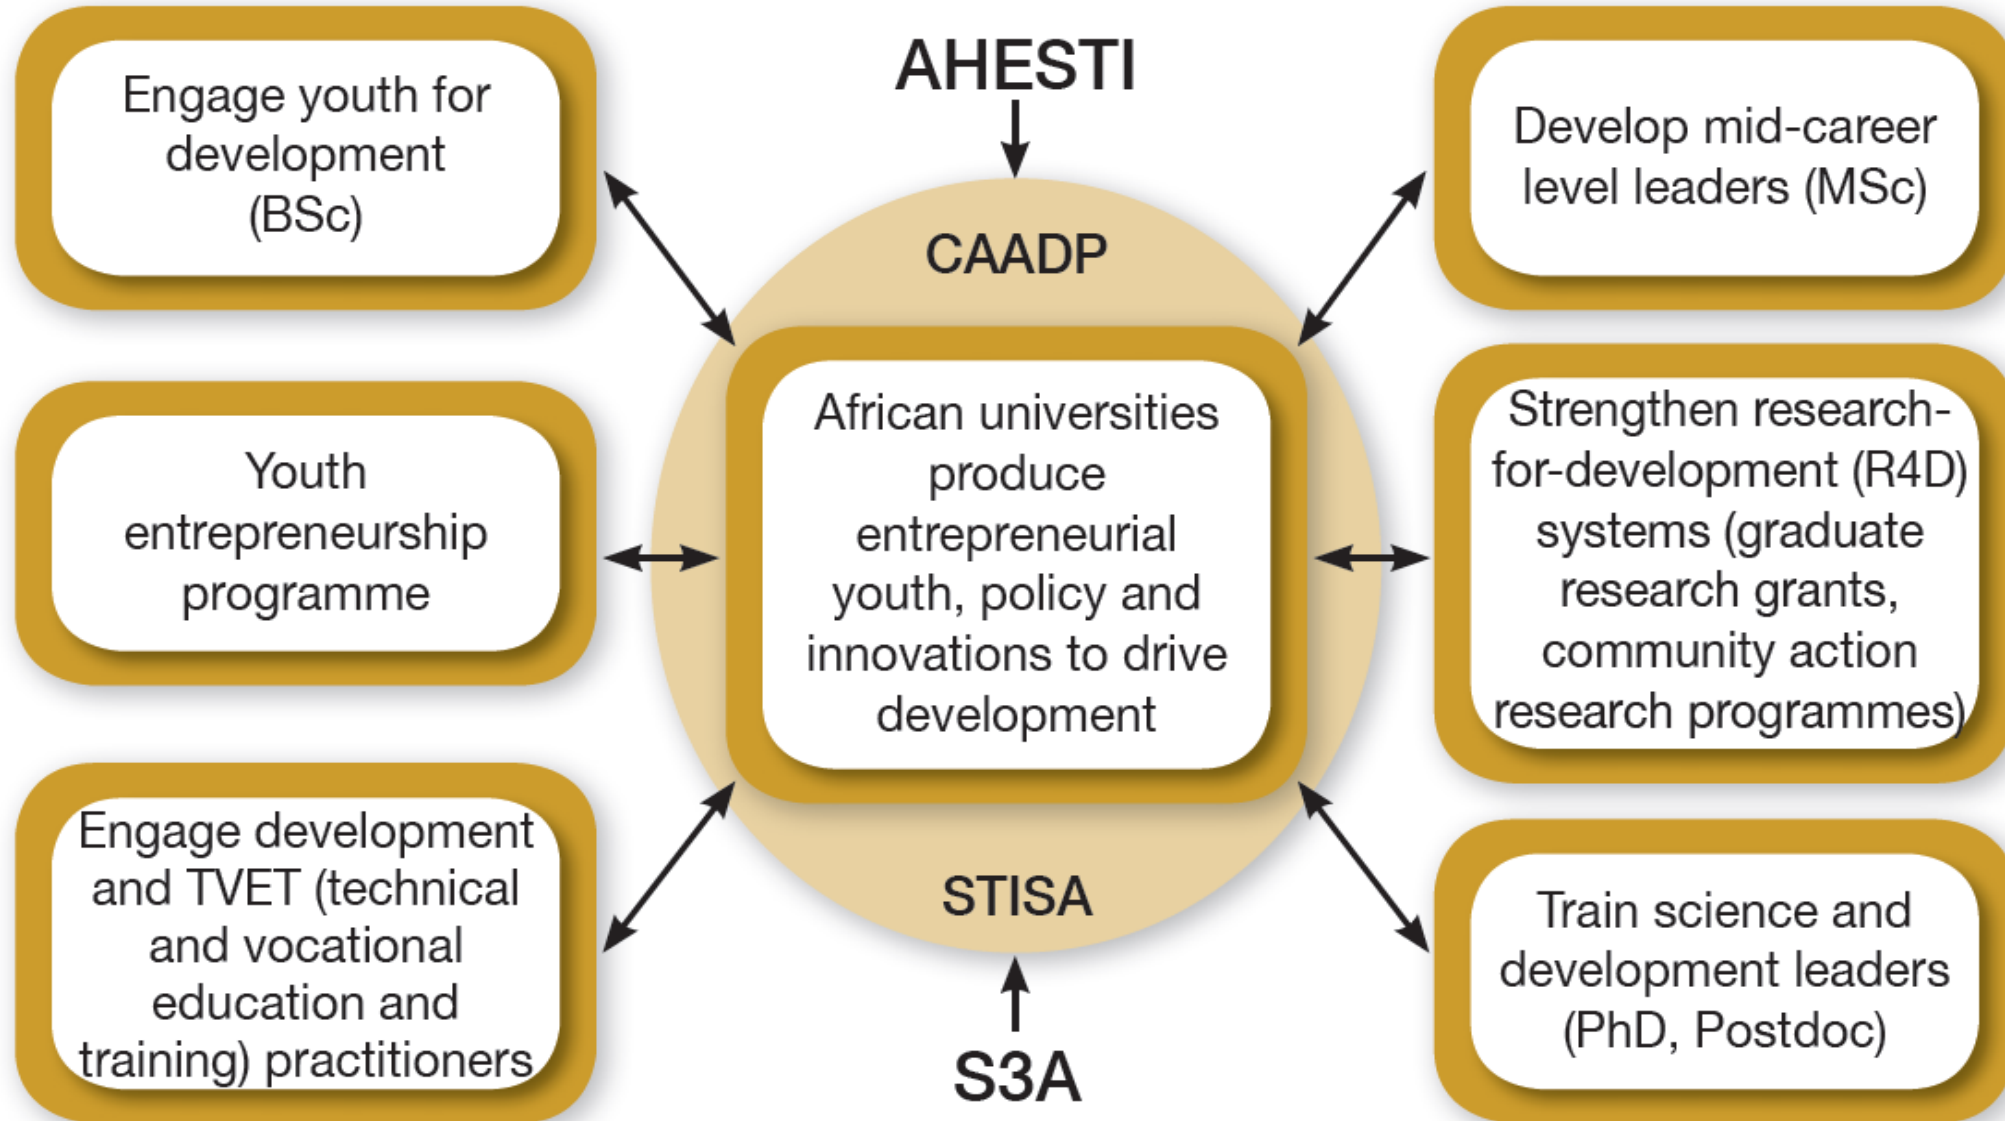 Engage youth for
development
(BSc)
Youth
entrepreneurship
programme
Engage development
and TVET (technical
and vocational
education and
training) practitioners
AHESTI
CAADP
African universities
produce
entrepreneurial
youth, policy and
innovations to drive
development
STISA
S3A
Develop mid-career
level leaders (MSc)
Strengthen research-
for-development (R4D)
systems (graduate
research grants,
community action
research programmes)
Train science and
development leaders
(PhD, Postdoc)